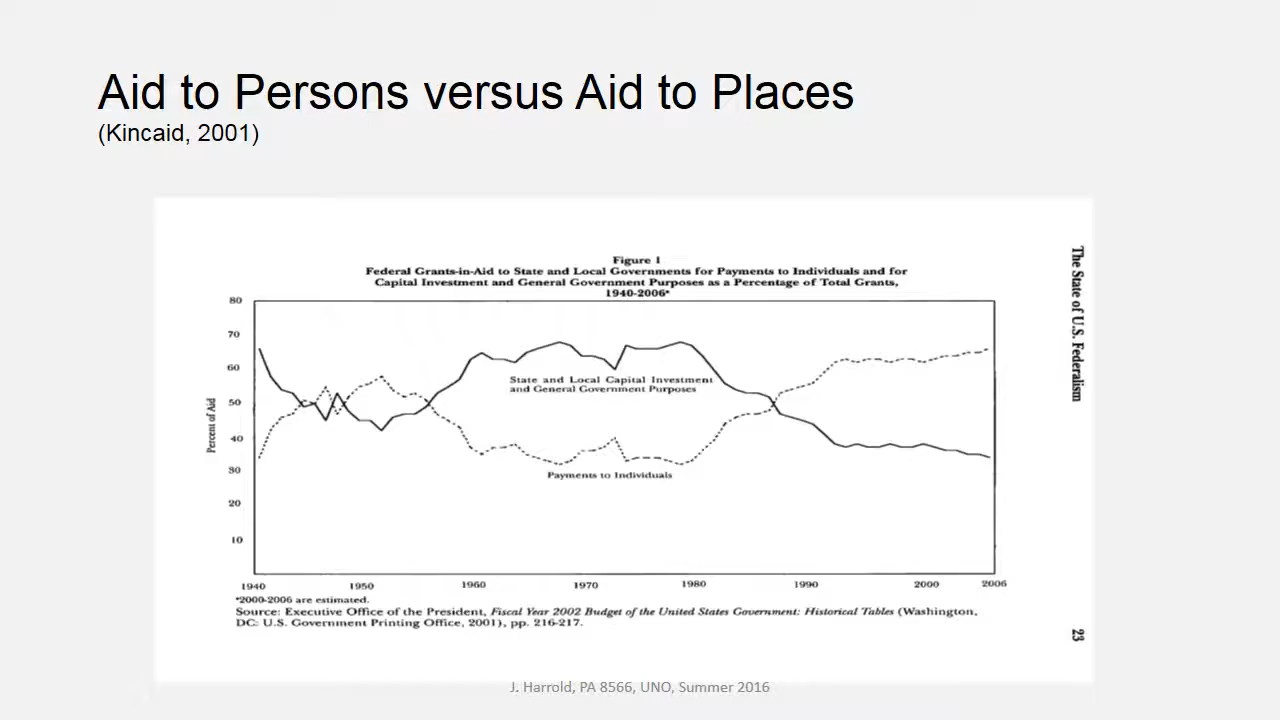 Aid to Persons versus Aid to Places
(Kincaid, 2001)
Figure 1
Federal Grants-in-Aid to State and Local Governments for Payments to Individuals and for
Capital Investment and General Government Purposes as a Percentage of Total Grants,
1940-2006*
80
70
60
50
40
30
20
10
Percent of Aid
State and Local Capital Investment
and General Government Purposes
Payments to Individuals
1940
1950
1960
1970
1980
1990
2000
2006
*2000-2006 are estimated.
Source: Executive Office of the President, Fiscal Year 2002 Budget of the United States Government: Historical Tables (Washington,
DC: U.S. Government Printing Office, 2001), pp. 216-217.
The State of U.S. Federalism
23
J. Harrold, PA 8566, UNO, Summer 2016